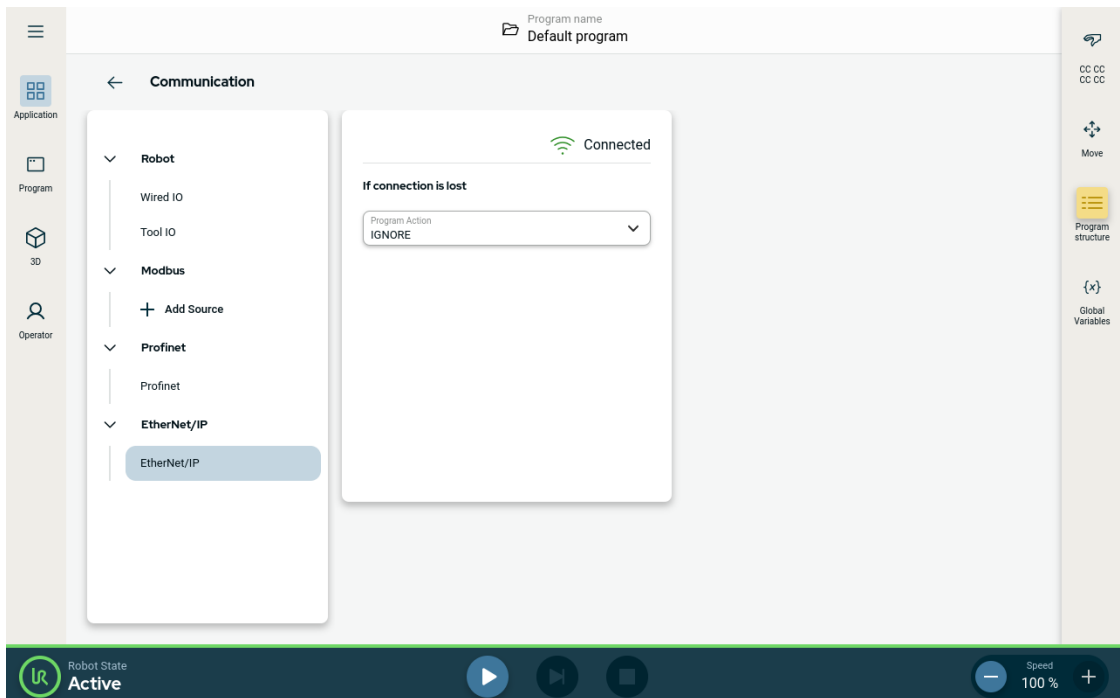 Program name
Default program
Communication
Application
Program
3D
Operator
Robot
Wired IO
Tool IO
Modbus
Add Source
Profinet
Profinet
EtherNet/IP
EtherNet/IP
Connected
If connection is lost
Program Action
IGNORE
CC CC
CC CC
Move
Program
structure
{x}
Global
Variables
UR
Robot State
Active
Speed
100 %